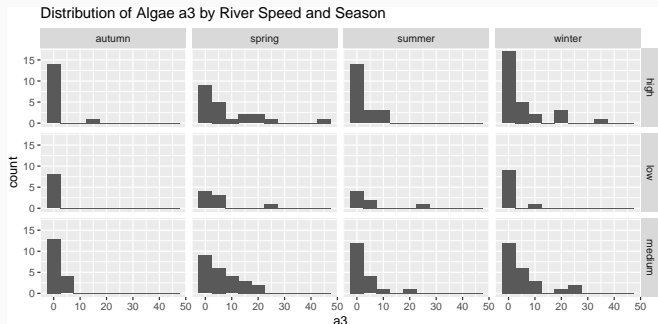 Distribution of Algae a3 by River Speed and Season
autumn spring summer winter
15
10
5
0
high
15
10
5
0
low
15
10
5
0
medium
count
0 10 20 30 40 50 0 10 20 30 40 50 0 10 20 30 40 50 0 10 20 30 40 50
a3